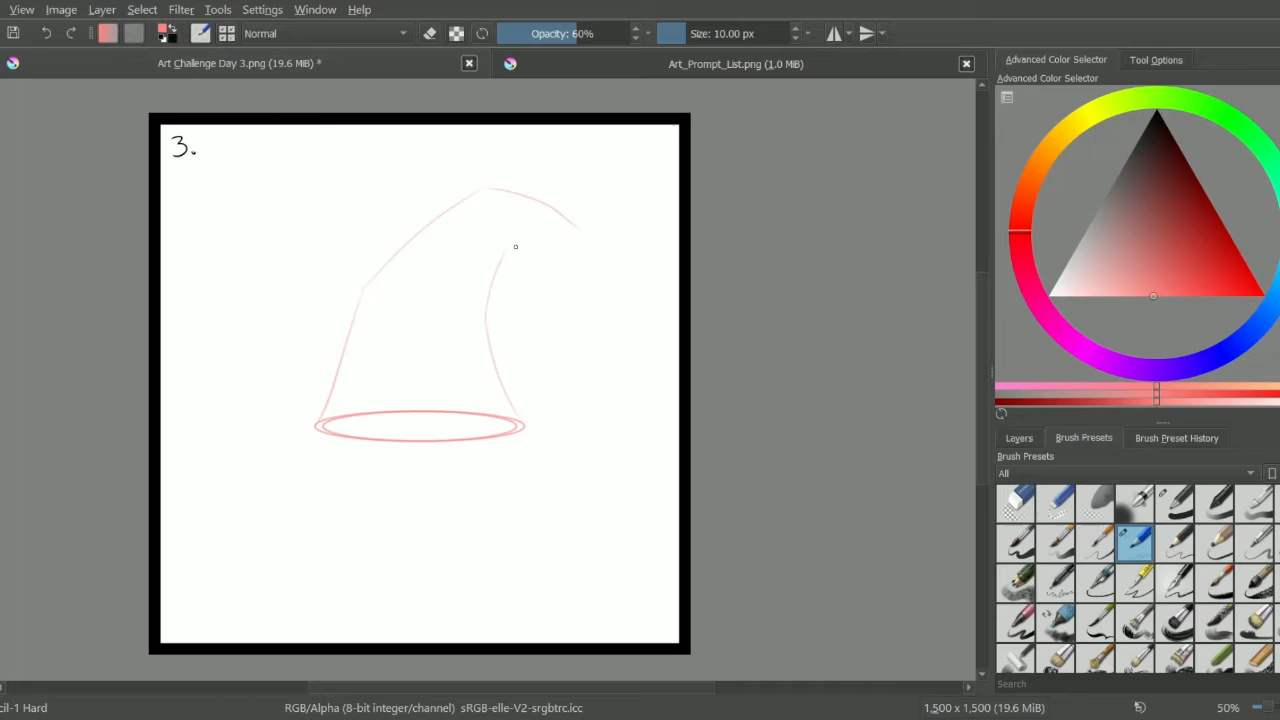 View Image Layer Select Filter Tools Settings Window Help
Normal Opacity: 60% Size: 10.00 px
Art Challenge Day 3.png (19.6 MiB) * Art_Prompt_List.png (1.0 MiB)
Advanced Color Selector Tool Options
Advanced Color Selector
3.
Layers Brush Presets Brush Preset History
Brush Presets
All
Search
cil-1 Hard RGB/Alpha (8-bit integer/channel) sRGB-elle-V2-srgbtrc.icc 1,500 x 1,500 (19.6 MiB) 50%